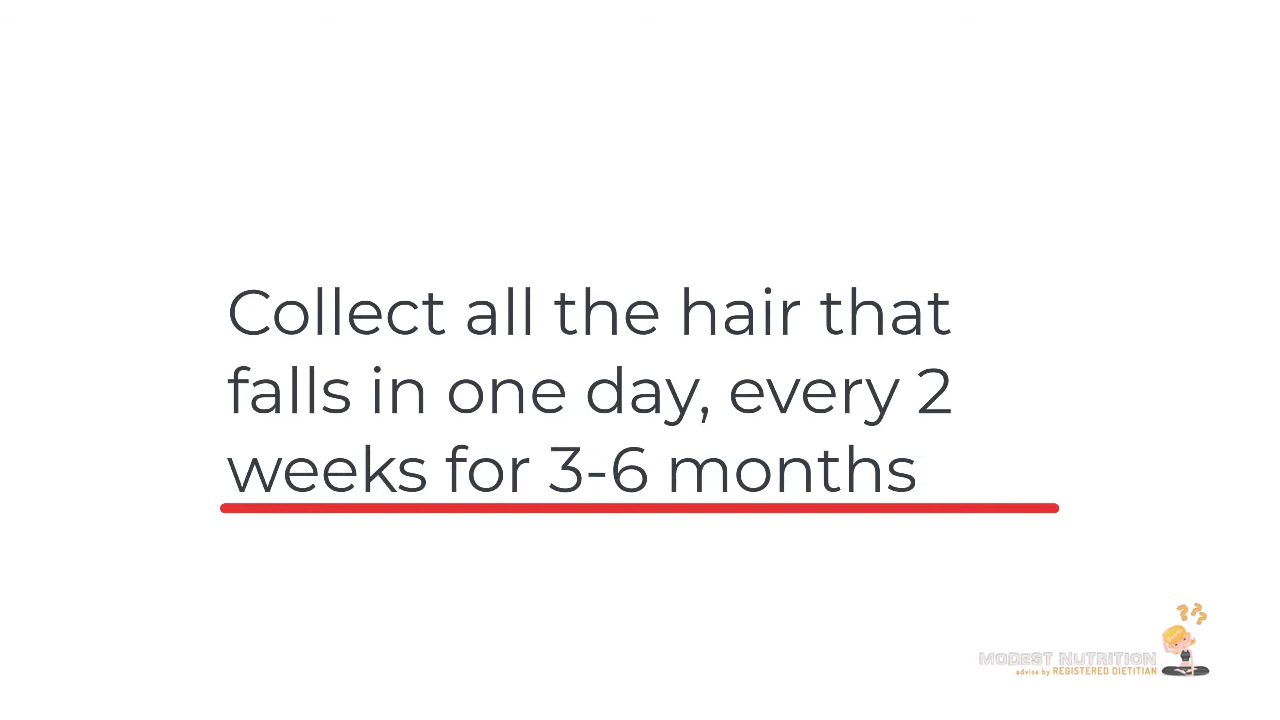 Collect all the hair that
falls in one day, every 2
weeks for 3-6 months
???
MODEST NUTRITION
advise by REGISTERED DIETITIAN